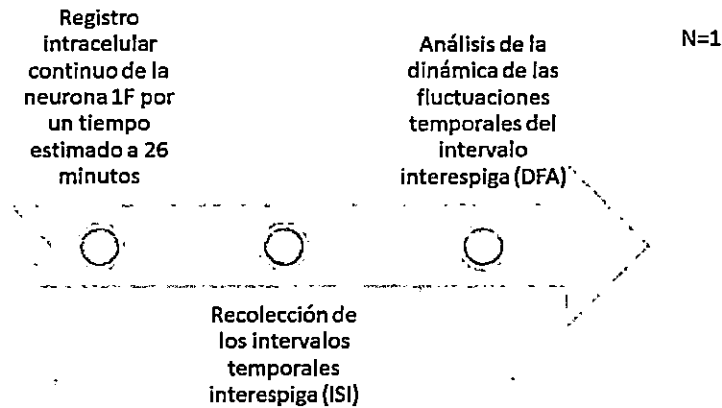 Registro
intracelular
continuo de la
neurona 1F por
un tiempo
estimado a 26
minutos
Recolección de
los intervalos
temporales
interespiga (ISI)
Análisis de la
dinámica de las
fluctuaciones
temporales del
intervalo
interespiga (DFA)
N=1